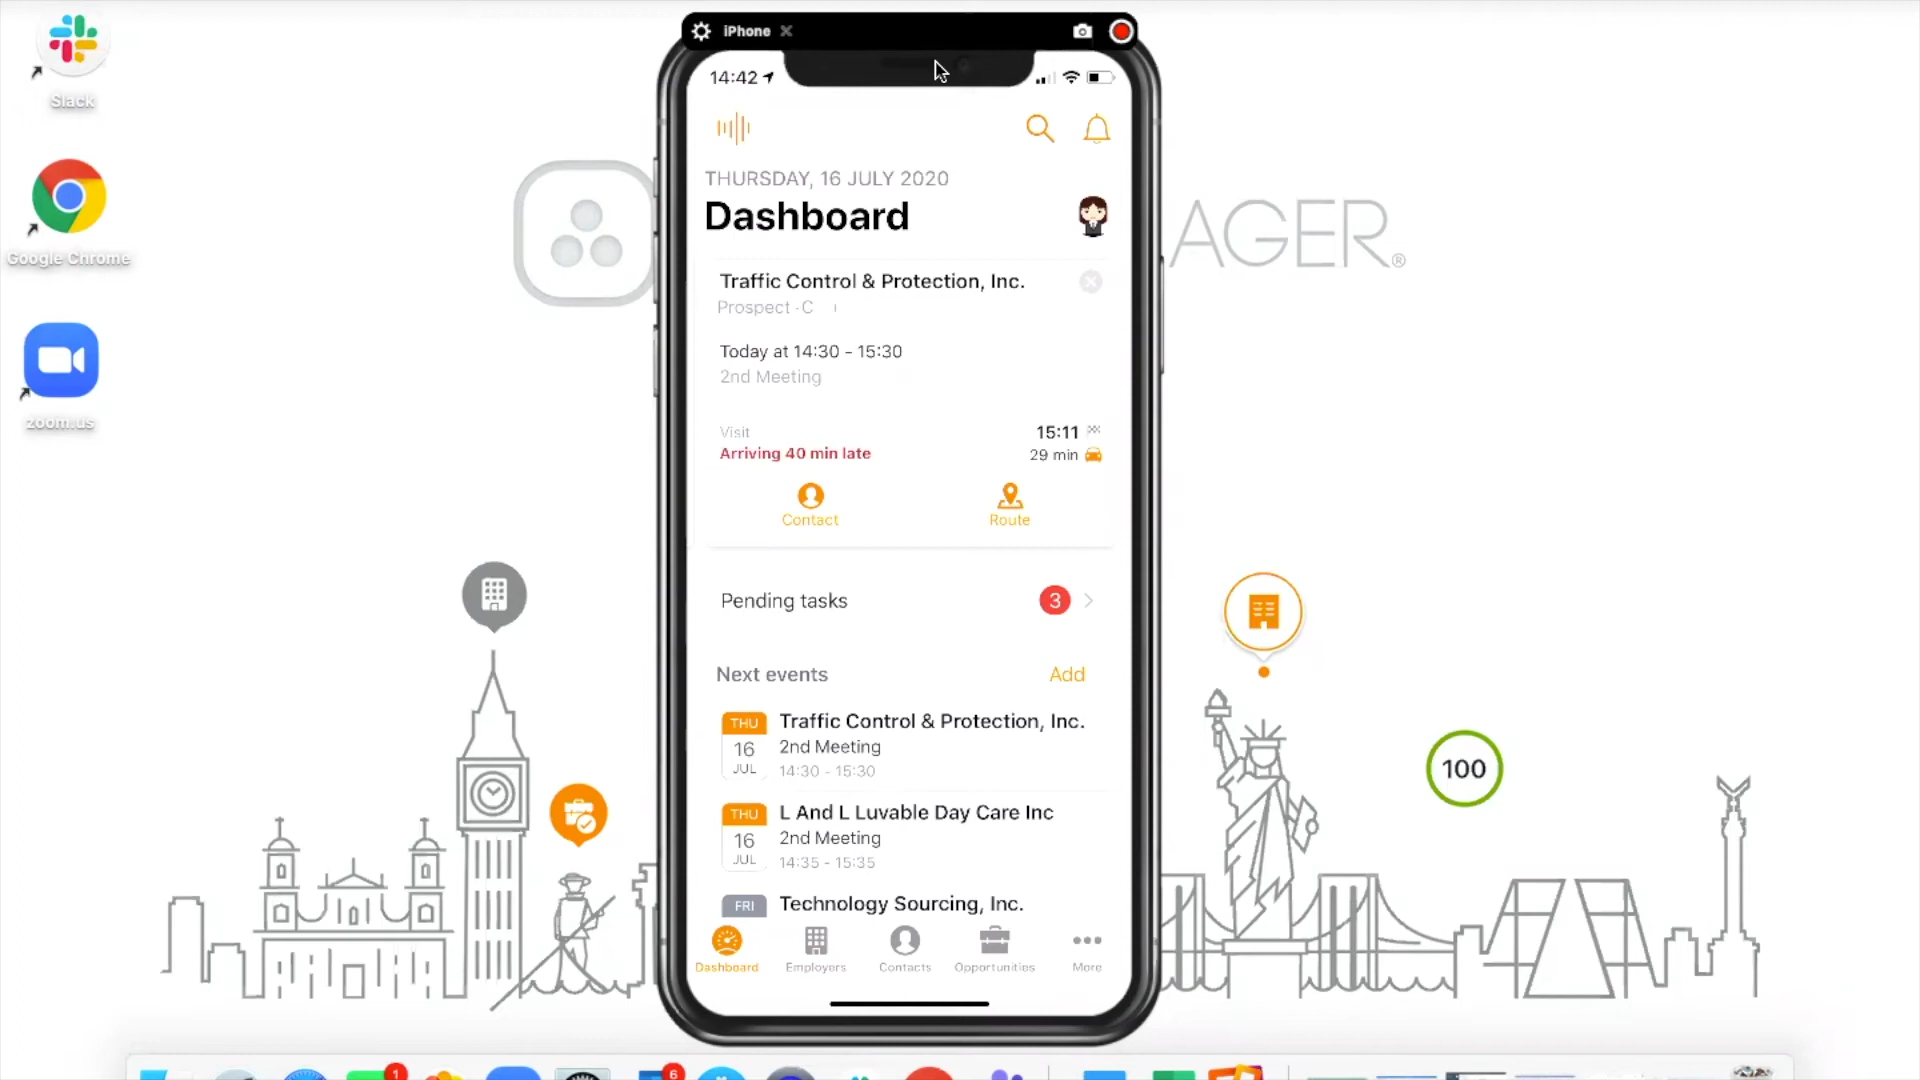 Slack
Google Chrome
zoom.us
iPhone
14:42
AGER®
THURSDAY, 16 JULY 2020
Dashboard
Traffic Control & Protection, Inc.
Prospect · C
Today at 14:30 - 15:30
2nd Meeting
Visit
15:11
Arriving 40 min late
29 min
Contact
Route
Pending tasks
3
Next events
Add
THU
16
JUL
Traffic Control & Protection, Inc.
2nd Meeting
14:30 - 15:30
THU
16
JUL
L And L Luvable Day Care Inc
2nd Meeting
14:35 - 15:35
FRI
Technology Sourcing, Inc.
Dashboard
Employers
Contacts
Opportunities
More
100
1
6